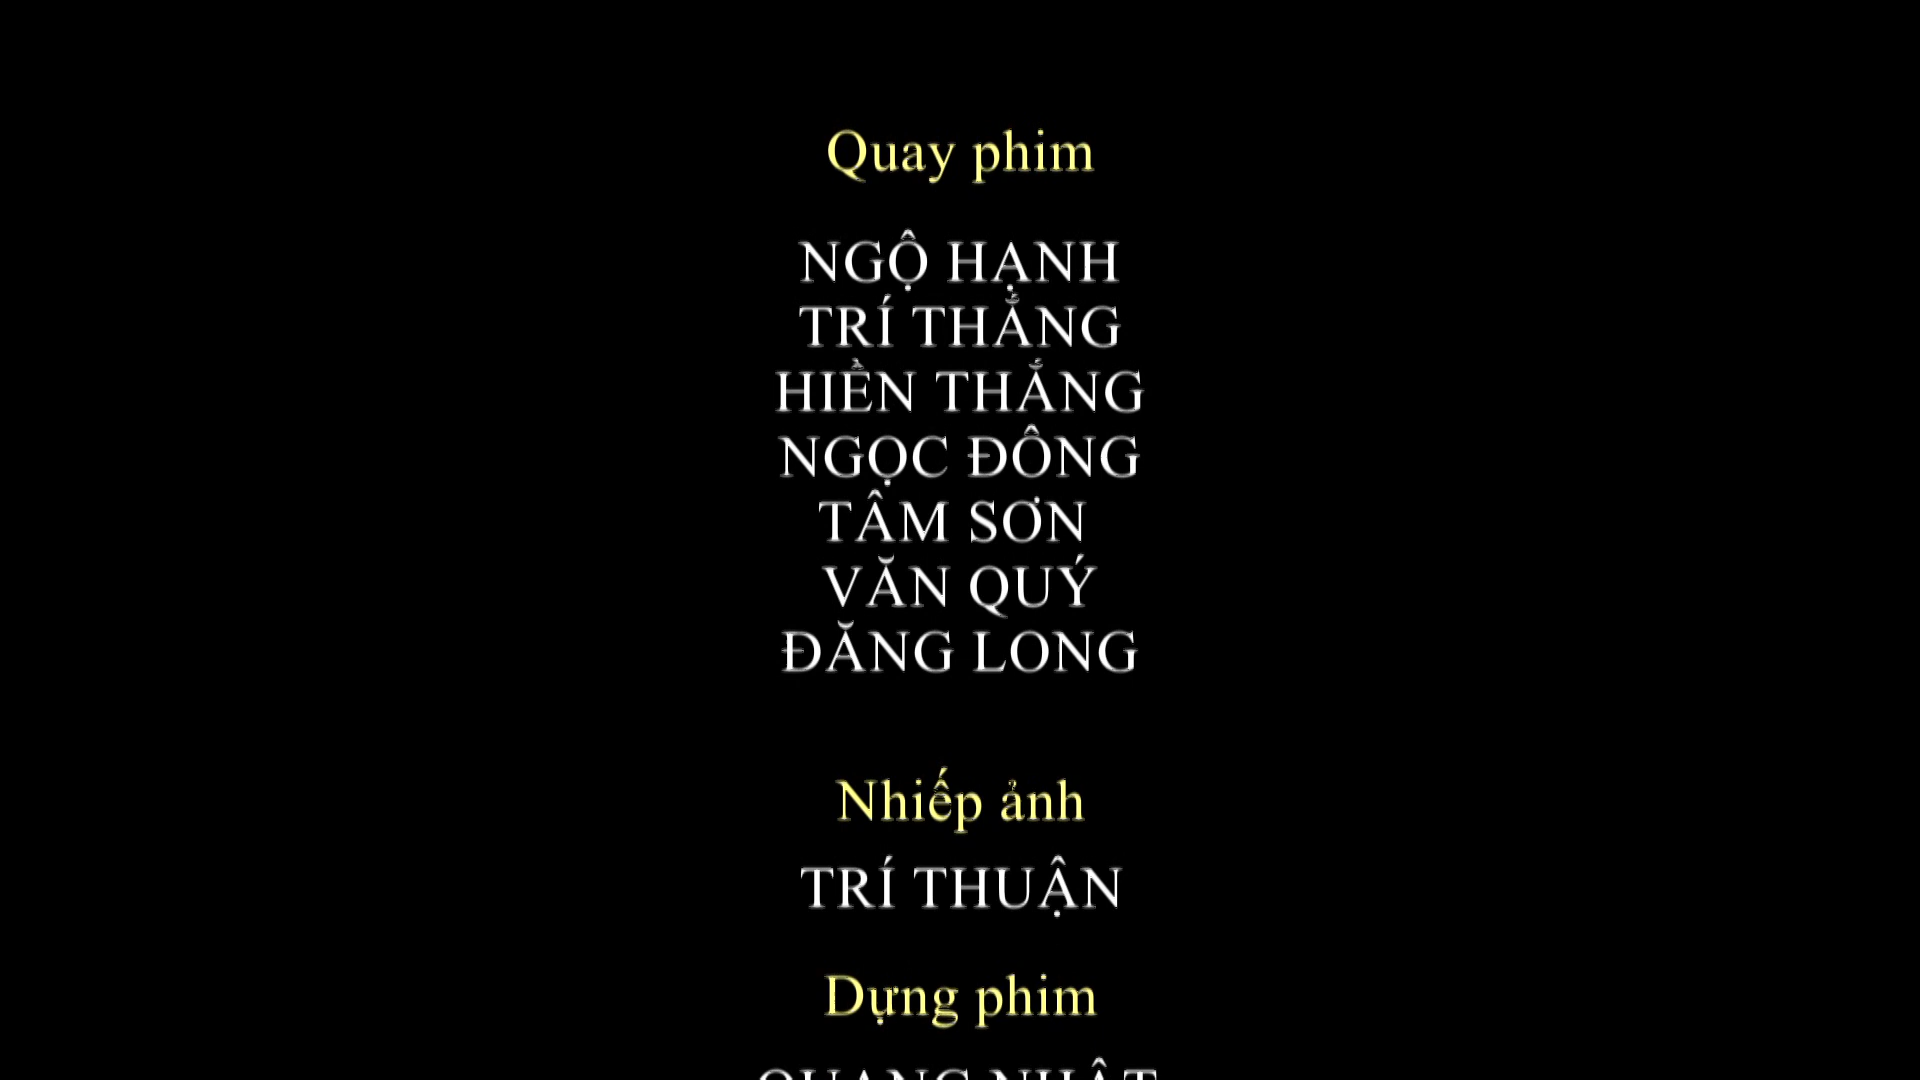 Quay phim
NGỘ HẠNH
TRÍ THẮNG
HIỀN THẮNG
NGỌC ĐÔNG
TÂM SƠN
VĂN QUÝ
ĐĂNG LONG
Nhiếp ảnh
TRÍ THUẬN
Dựng phim